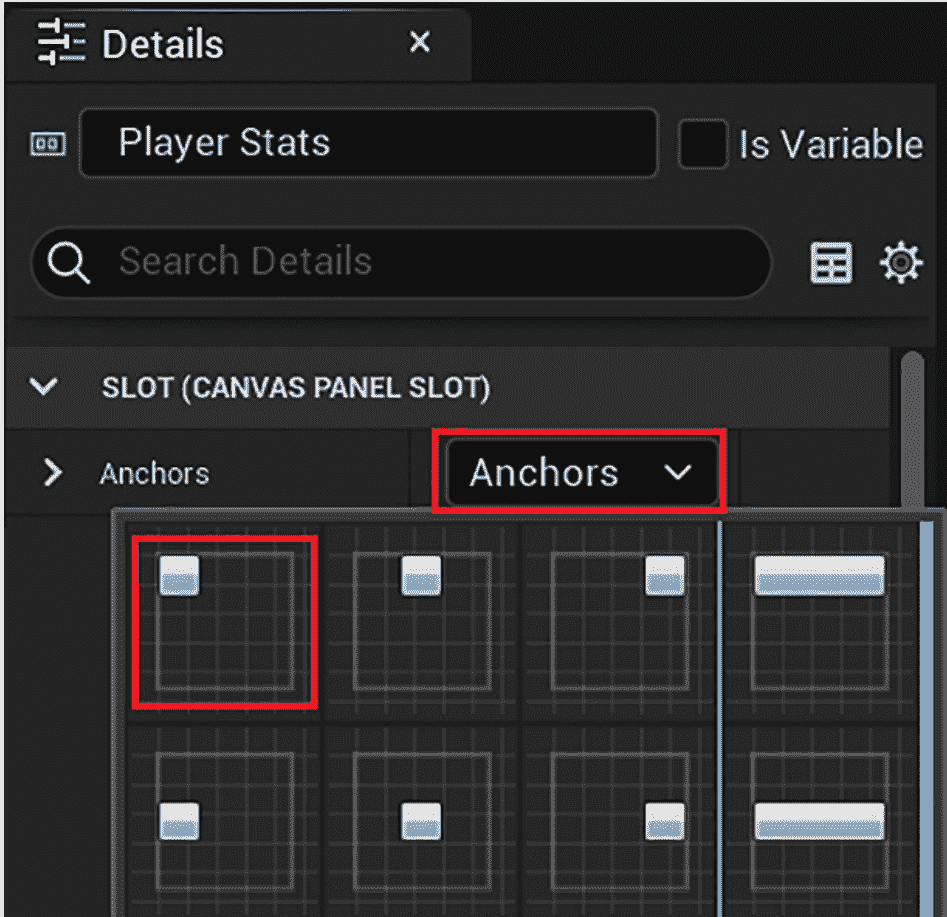 Details
Player Stats
Is Variable
Search Details
SLOT (CANVAS PANEL SLOT)
Anchors
Anchors